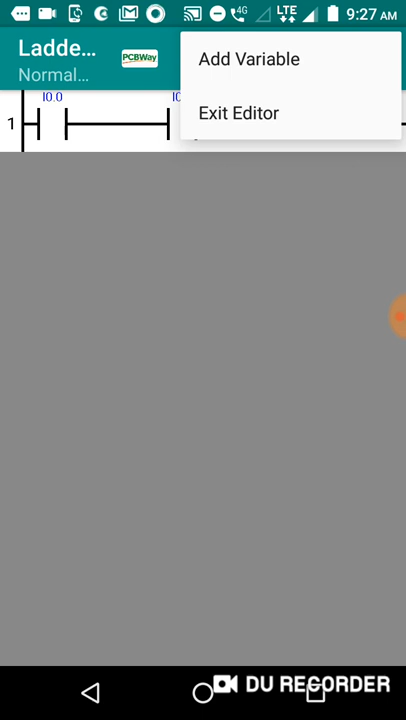 4G
LTE
9:27 AM
Ladde...
Normal...
PCBWay
Add Variable
Exit Editor
I0.0
1
DU RECORDER